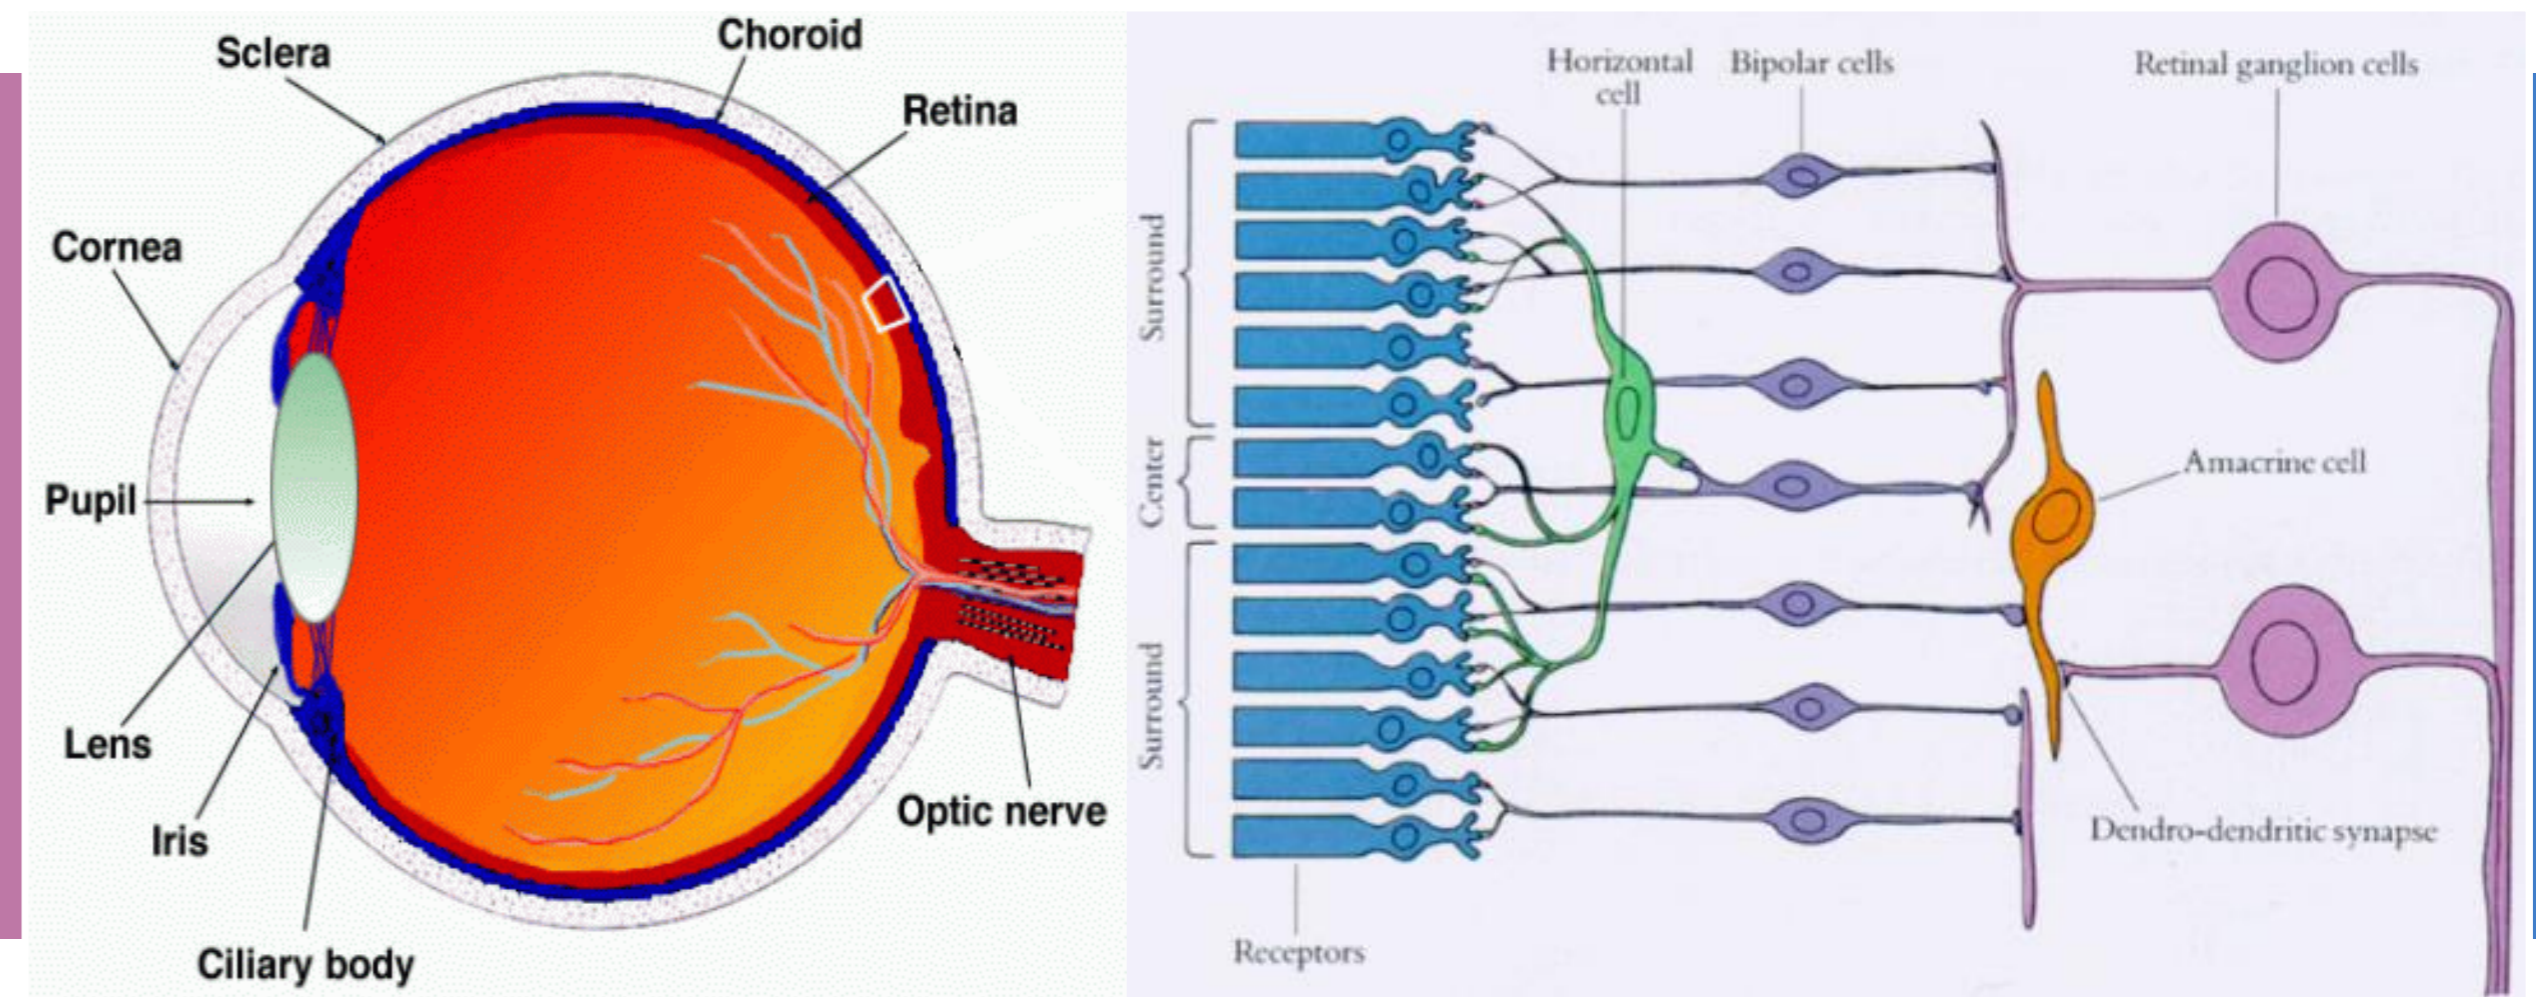 Sclera
Choroid
Retina
Cornea
Pupil
Lens
Iris
Ciliary body
Optic nerve
Horizontal
cell
Bipolar cells
Retinal ganglion cells
Surround
Center
Surround
Amacrine cell
Dendro-dendritic synapse
Receptors